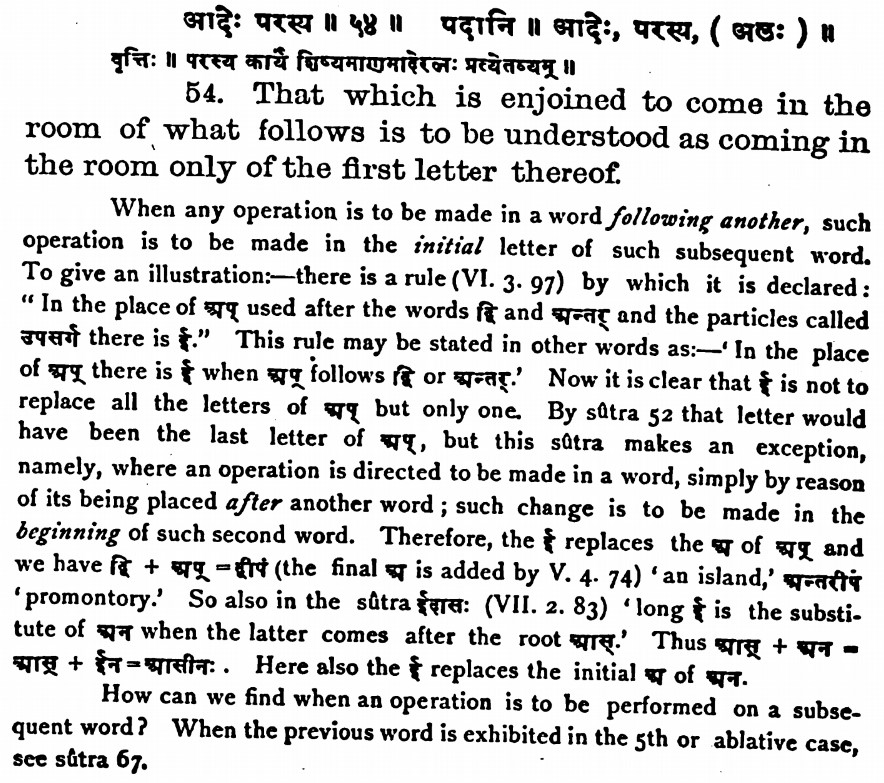 आदेः परस्य ॥ ५४ ॥ पदानि ॥ आदेः, परस्य, ( अलः ) ॥
वृत्तिः ॥ परस्य कार्यं शिष्यमाणमादेरलः प्रत्येतव्यम् ॥
54. That which is enjoined to come in the
room of what follows is to be understood as coming in
the room only of the first letter thereof.
When any operation is to be made in a word following another, such
operation is to be made in the initial letter of such subsequent word.
To give an illustration:—there is a rule (VI. 3. 97) by which it is declared:
“ In the place of अप् used after the words द्वि and अन्तर् and the particles called
उपसर्ग there is ई.” This rule may be stated in other words as:—‘ In the place
of अप् there is ई when अप् follows द्वि or अन्तर्.’ Now it is clear that ई is not to
replace all the letters of अप् but only one. By sûtra 52 that letter would
have been the last letter of अप्, but this sûtra makes an exception,
namely, where an operation is directed to be made in a word, simply by reason
of its being placed after another word ; such change is to be made in the
beginning of such second word. Therefore, the ई replaces the अ of अप् and
we have द्वि + अप् = द्वीपं (the final अ is added by V. 4. 74) ‘ an island,’ अन्तरीपं
‘ promontory.’ So also in the sûtra ईदासः (VII. 2. 83) ‘ long ई is the substi-
tute of आन when the latter comes after the root आस्.’ Thus आस् + आन =
आस् + ईन = आसीनः. Here also the ई replaces the initial आ of आन.
How can we find when an operation is to be performed on a subse-
quent word? When the previous word is exhibited in the 5th or ablative case,
see sûtra 67.